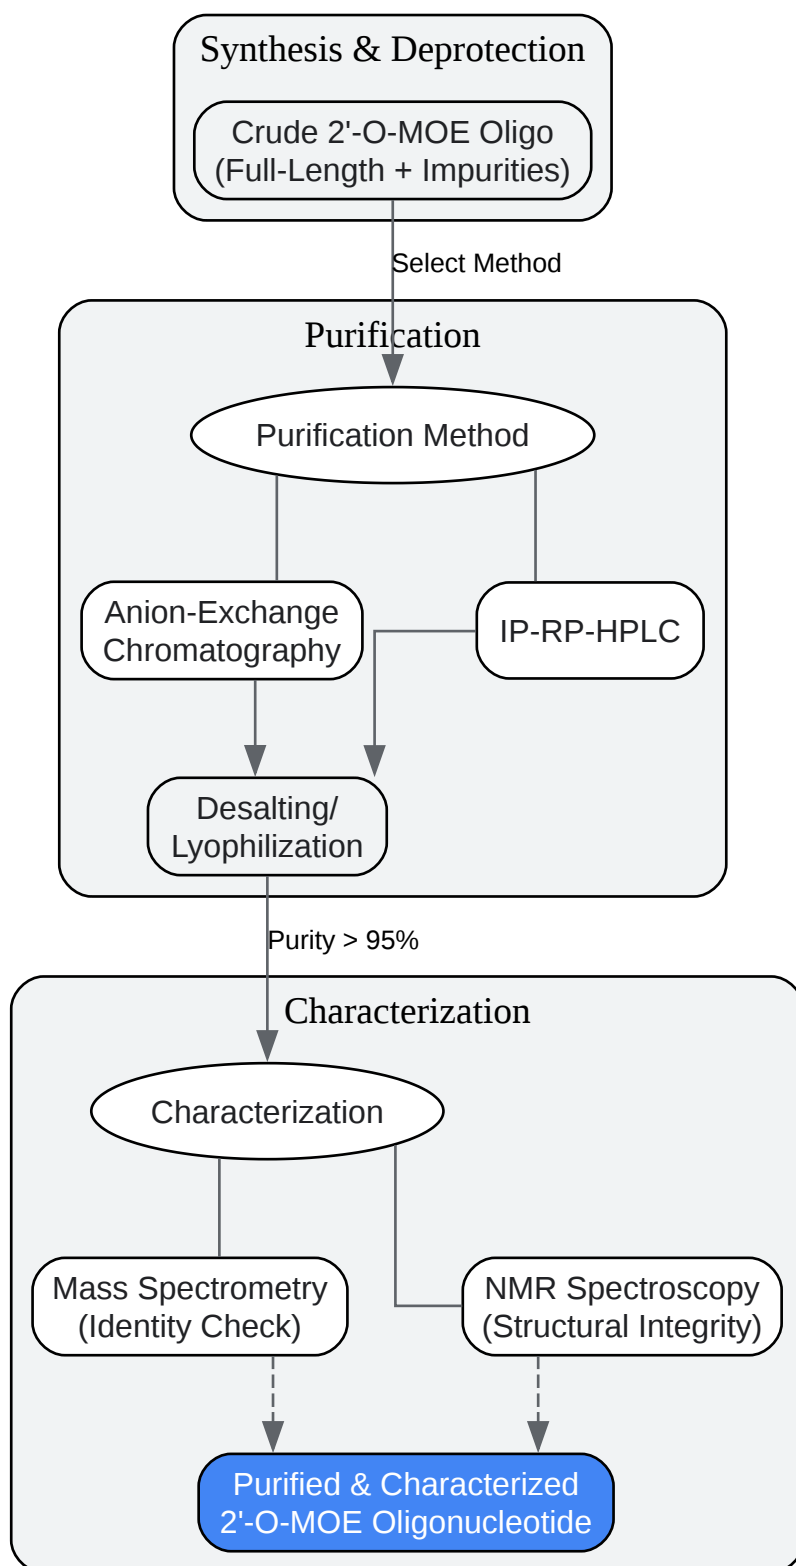 Synthesis & Deprotection
Crude 2'-O-MOE Oligo
(Full-Length + Impurities)
Select Method
Purification
Purification Method
Anion-Exchange
Chromatography
IP-RP-HPLC
Desalting/
Lyophilization
Purity > 95%
Characterization
Characterization
Mass Spectrometry
(Identity Check)
NMR Spectroscopy
(Structural Integrity)
Purified & Characterized
2'-O-MOE Oligonucleotide